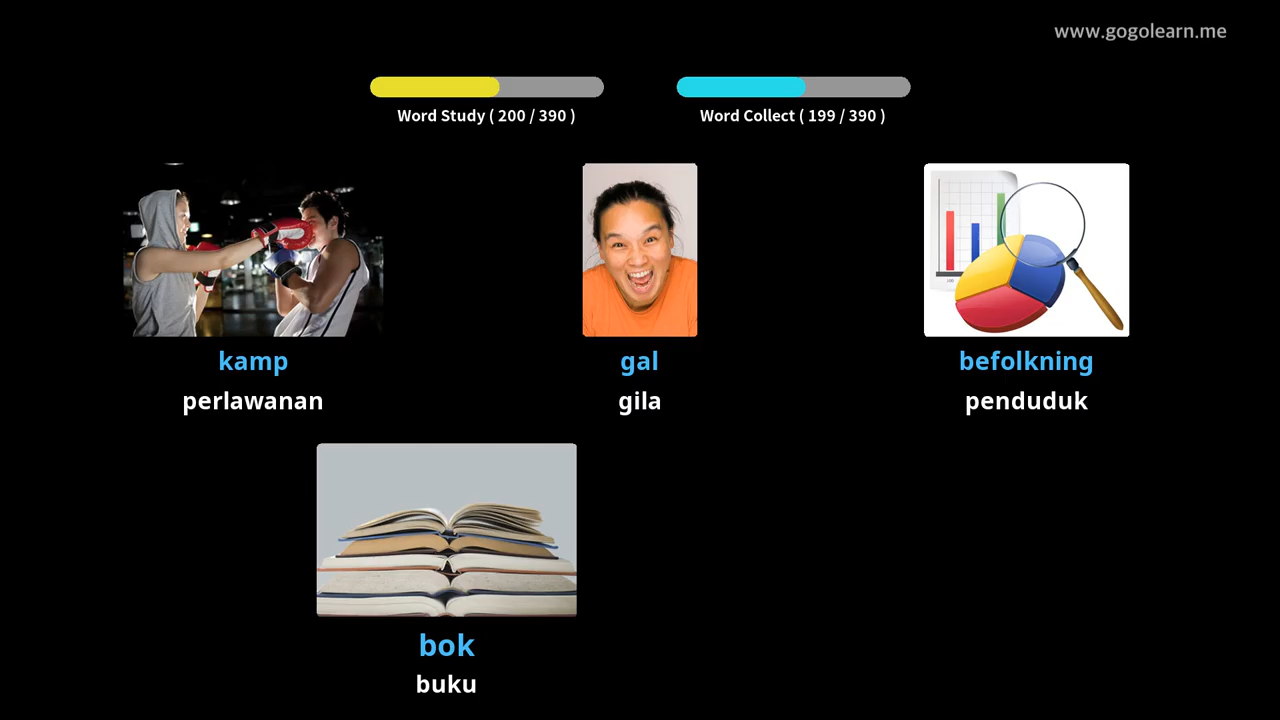 www.gogolearn.me
Word Study ( 200 / 390 )
Word Collect ( 199 / 390 )
kamp
perlawanan
gal
gila
befolkning
penduduk
bok
buku